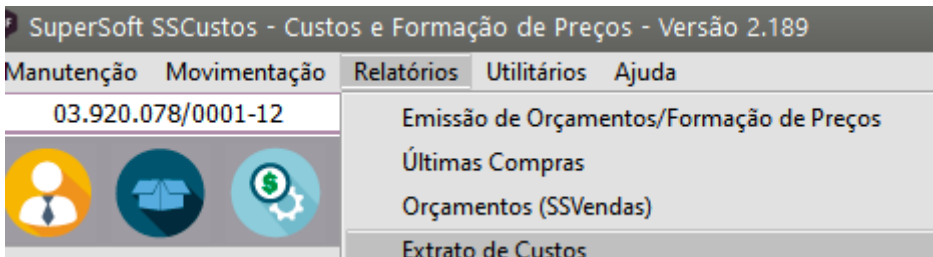 SuperSoft SSCustos - Custos e Formação de Preços - Versão 2.189
Manutenção Movimentação Relatórios Utilitários Ajuda
03.920.078/0001-12
Emissão de Orçamentos/Formação de Preços
Últimas Compras
Orçamentos (SSVendas)
Extrato de Custos